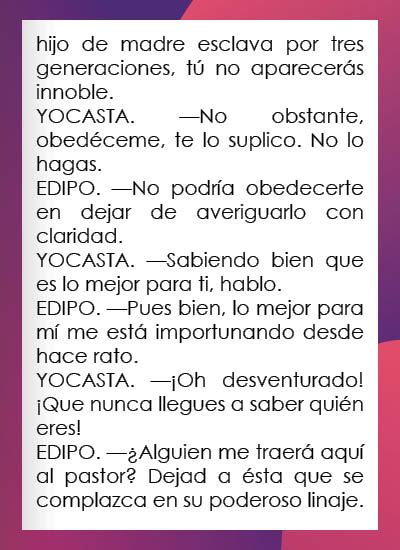 hijo de madre esclava por tres
generaciones, tú no aparecerás
innoble.
YOCASTA. —No obstante,
obedéceme, te lo suplico. No lo
hagas.
EDIPO. —No podría obedecerte
en dejar de averiguarlo con
claridad.
YOCASTA. —Sabiendo bien que
es lo mejor para ti, hablo.
EDIPO. —Pues bien, lo mejor para
mí me está importunando desde
hace rato.
YOCASTA. —¡Oh desventurado!
¡Que nunca llegues a saber quién
eres!
EDIPO. —¿Alguien me traerá aquí
al pastor? Dejad a ésta que se
complazca en su poderoso linaje.